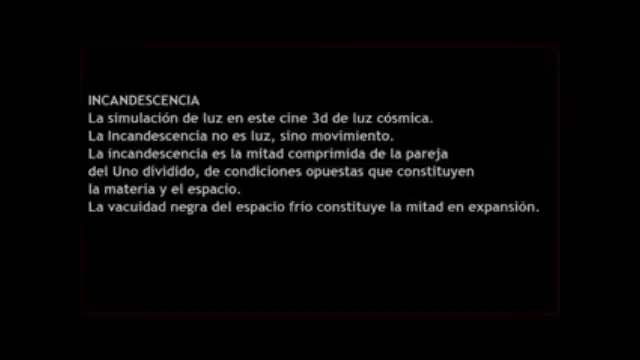 INCANDESCENCIA
La simulación de luz en este cine 3d de luz cósmica.
La Incandescencia no es luz, sino movimiento.
La incandescencia es la mitad comprimida de la pareja
del Uno dividido, de condiciones opuestas que constituyen
la materia y el espacio.
La vacuidad negra del espacio frío constituye la mitad en expansión.